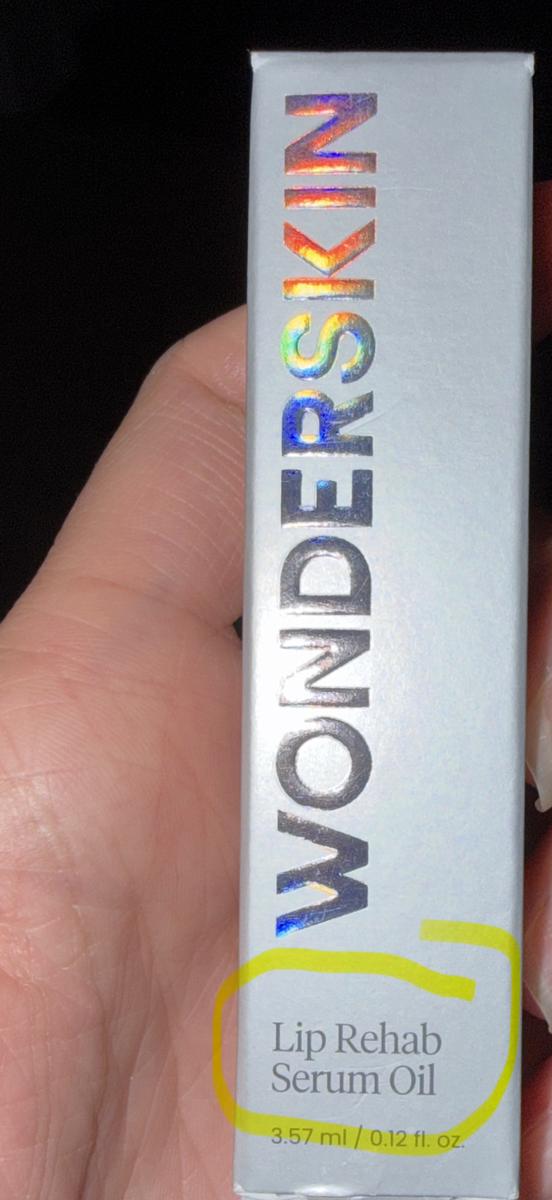 WONDERSKIN
Lip Rehab
Serum Oil
3.57 ml / 0.12 fl. oz.